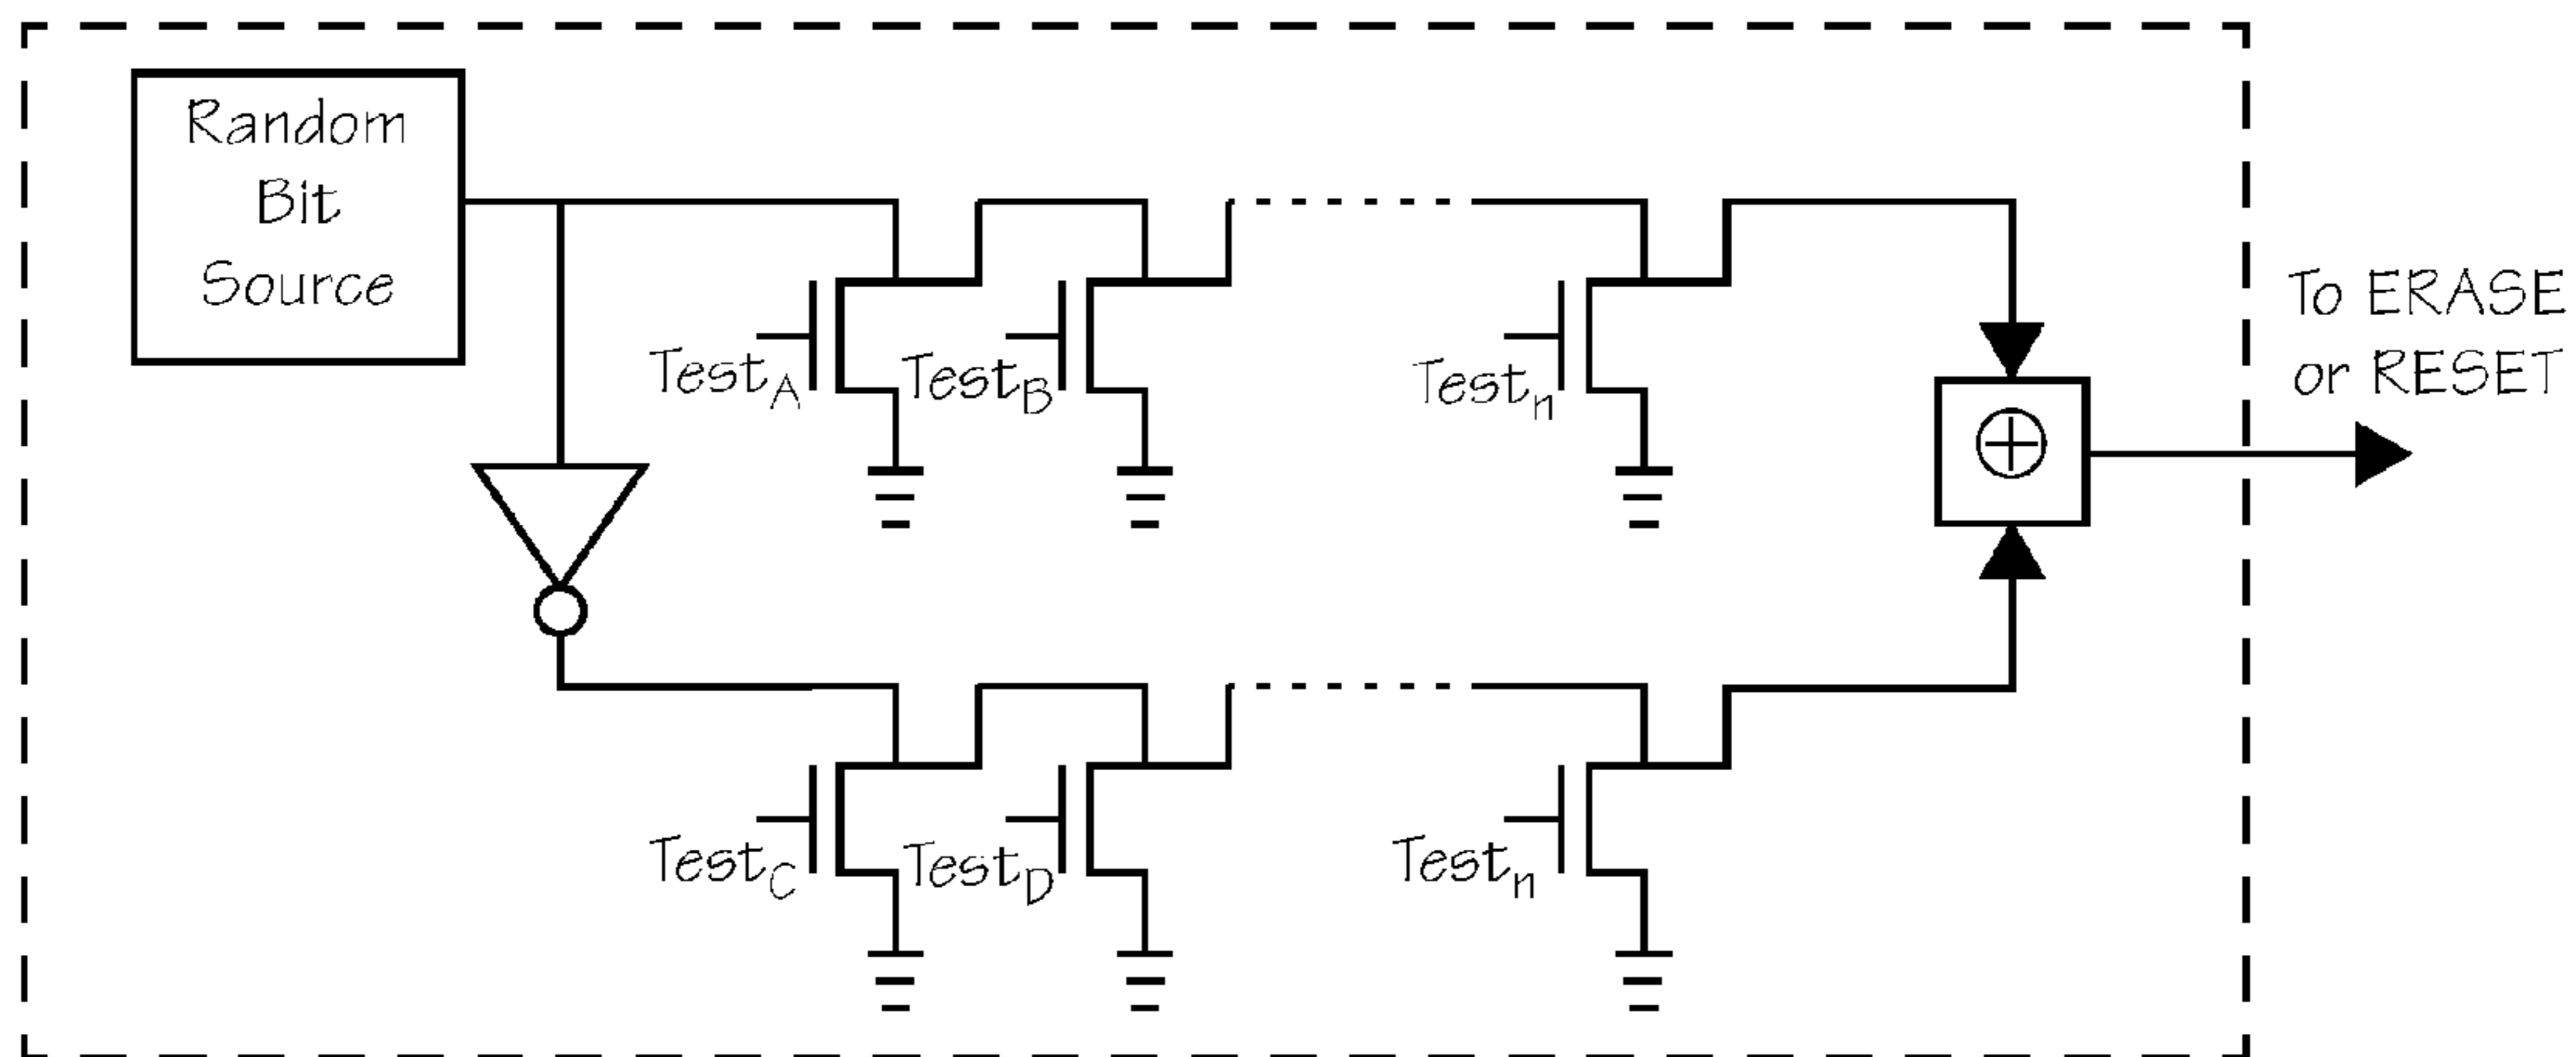 Random
Bit
Source
To ERASE
or RESET
Test_A
Test_B
Test_n
⊕
Test_C
Test_D
Test_n